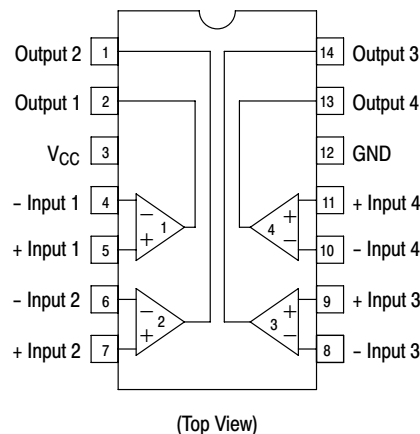 Output 2 1 14 Output 3
Output 1 2 13 Output 4
VCC 3 12 GND
– Input 1 4 – 1 + 4 11 + Input 4
+ Input 1 5 + – 10 – Input 4
– Input 2 6 – 2 + 3 9 + Input 3
+ Input 2 7 + – 8 – Input 3
(Top View)